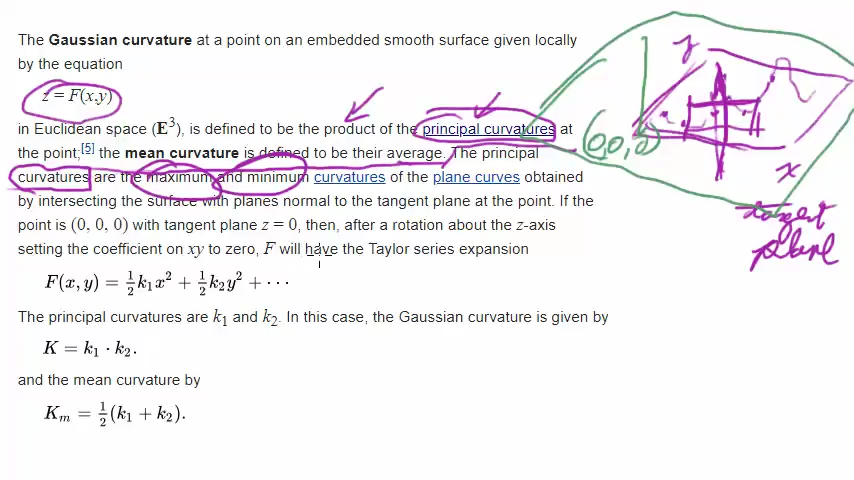 The Gaussian curvature at a point on an embedded smooth surface given locally
by the equation
z = F(x,y)
in Euclidean space (E³), is defined to be the product of the principal curvatures at
the point;[5] the mean curvature is defined to be their average. The principal
curvatures are the maximum and minimum curvatures of the plane curves obtained
by intersecting the surface with planes normal to the tangent plane at the point. If the
point is (0, 0, 0) with tangent plane z = 0, then, after a rotation about the z-axis
setting the coefficient on xy to zero, F will have the Taylor series expansion
F(x, y) = ½k₁x² + ½k₂y² + ⋯
The principal curvatures are k₁ and k₂. In this case, the Gaussian curvature is given by
K = k₁ · k₂.
and the mean curvature by
Kₘ = ½(k₁ + k₂).
z
(0,0,0)
x
tangent
plane